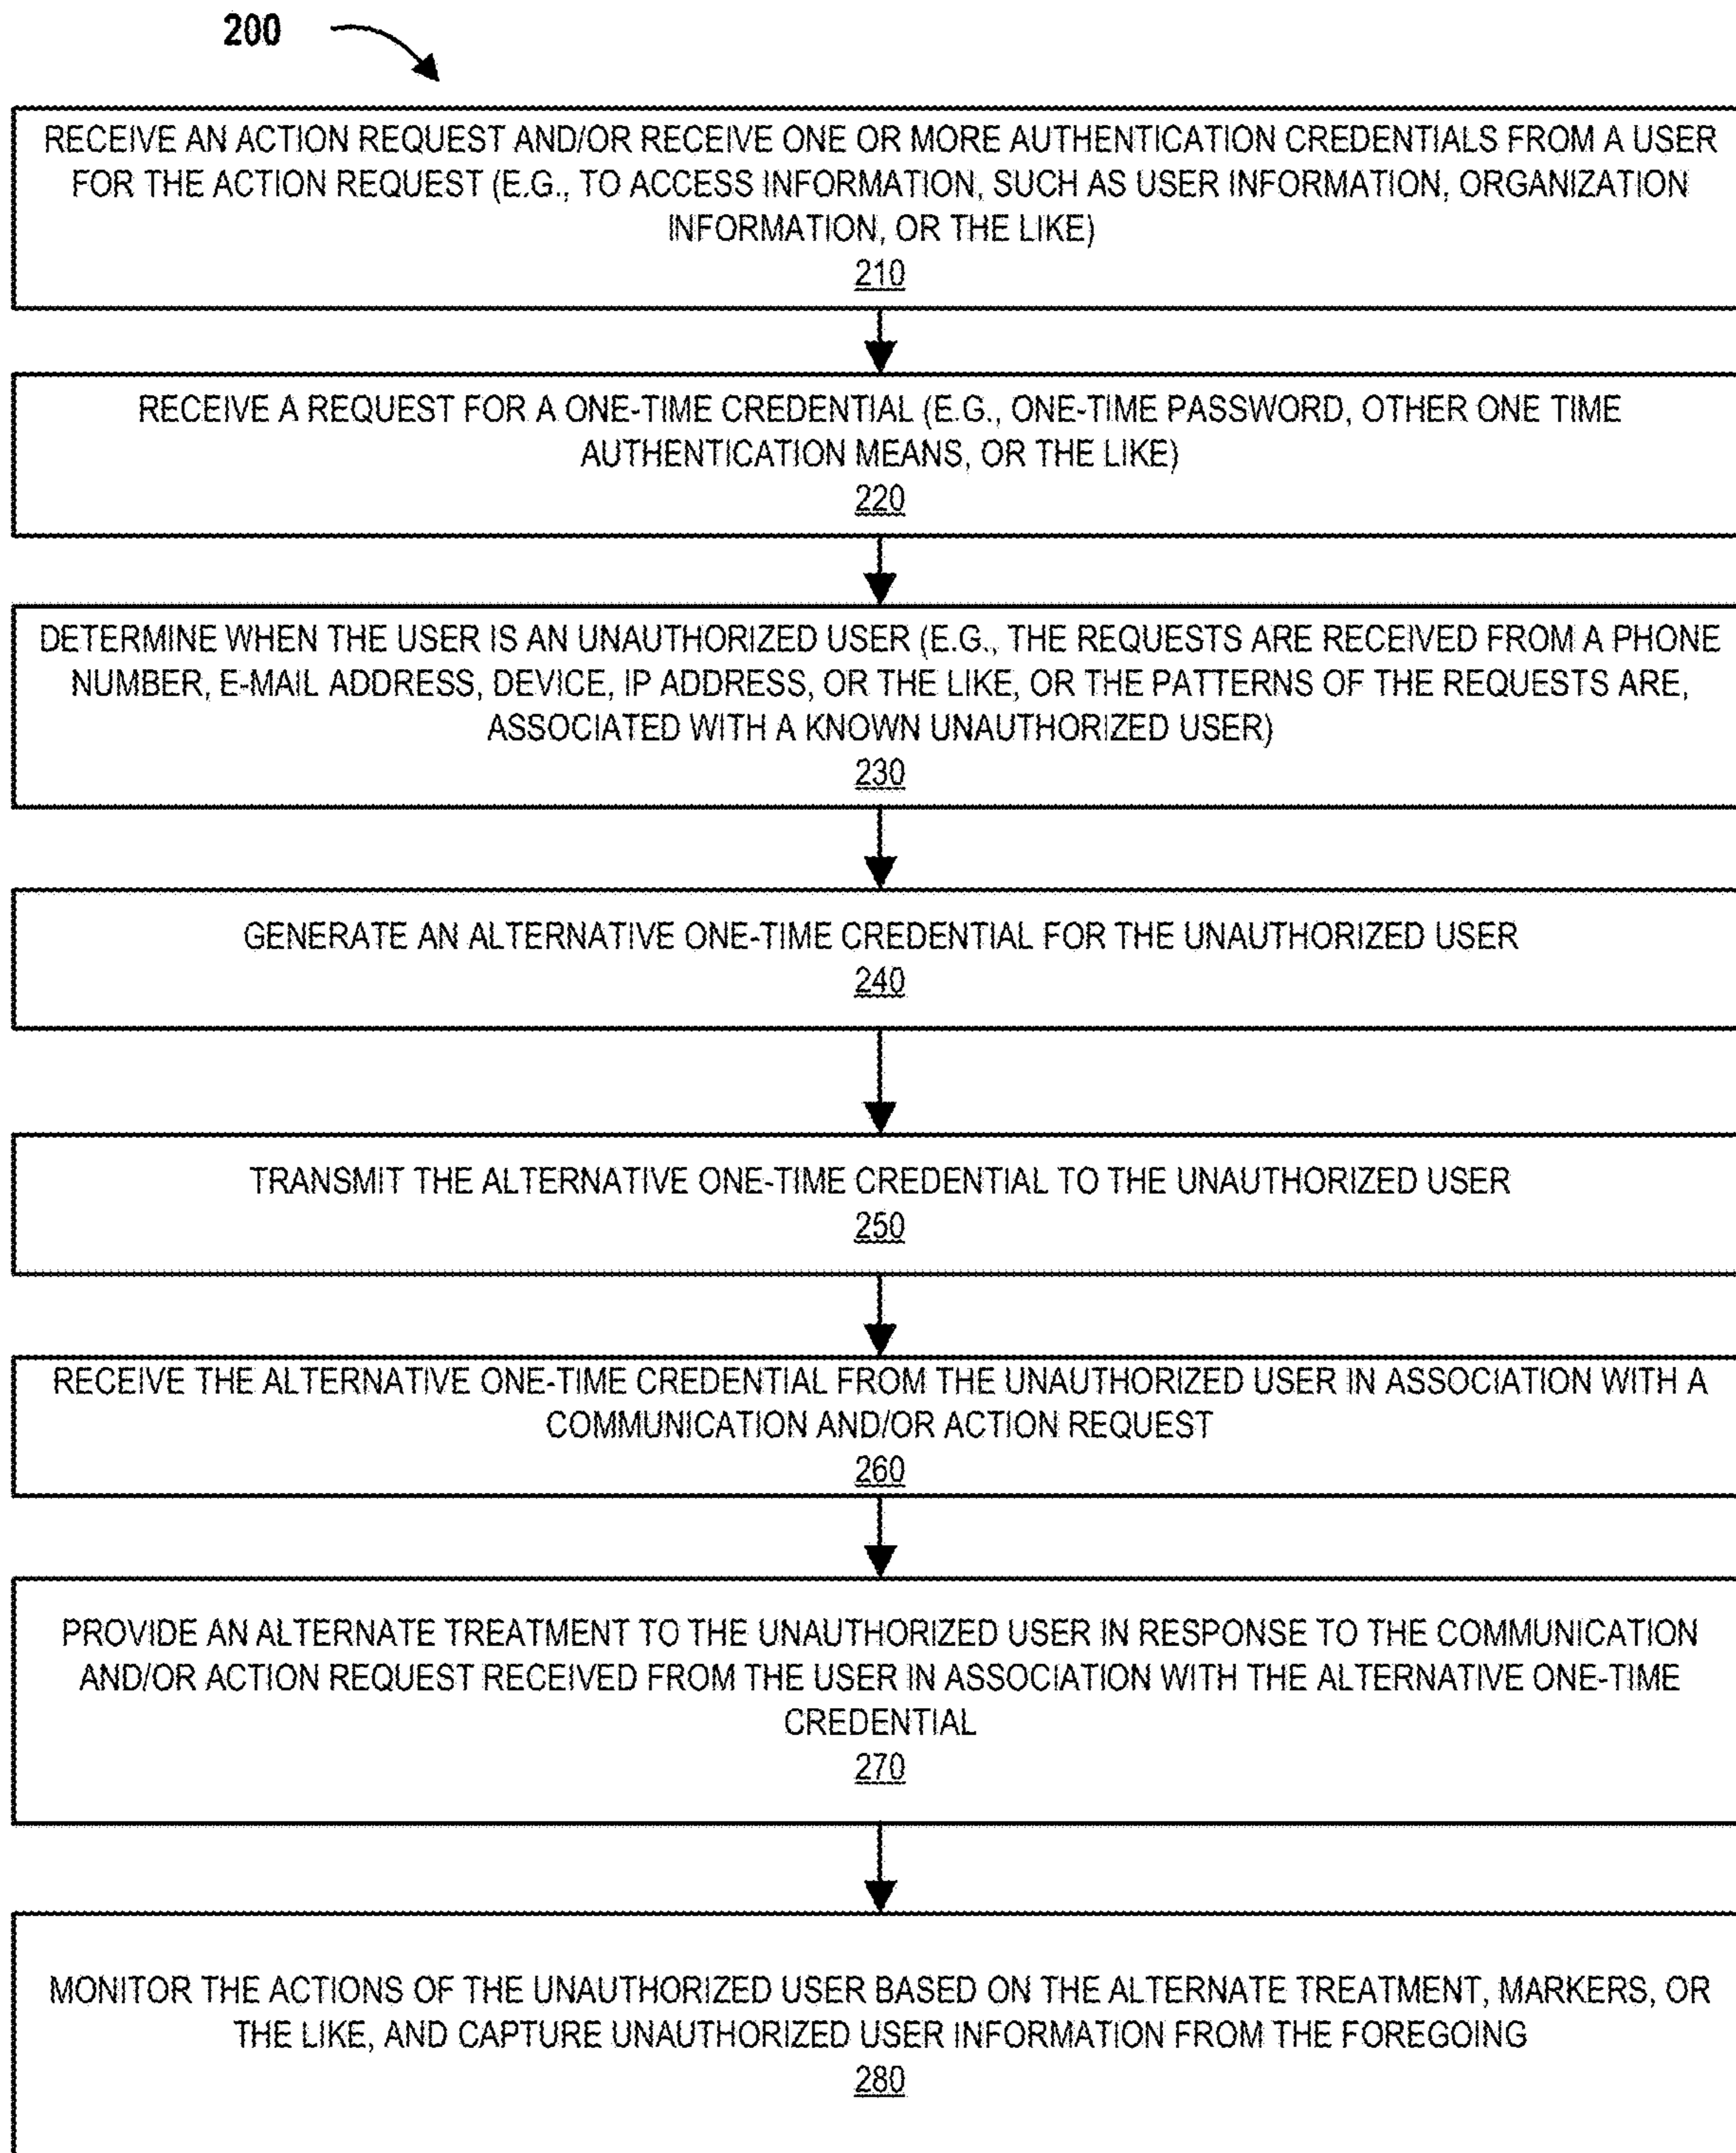 200
RECEIVE AN ACTION REQUEST AND/OR RECEIVE ONE OR MORE AUTHENTICATION CREDENTIALS FROM A USER
FOR THE ACTION REQUEST (E.G., TO ACCESS INFORMATION, SUCH AS USER INFORMATION, ORGANIZATION
INFORMATION, OR THE LIKE)
210
RECEIVE A REQUEST FOR A ONE-TIME CREDENTIAL (E.G., ONE-TIME PASSWORD, OTHER ONE TIME
AUTHENTICATION MEANS, OR THE LIKE)
220
DETERMINE WHEN THE USER IS AN UNAUTHORIZED USER (E.G., THE REQUESTS ARE RECEIVED FROM A PHONE
NUMBER, E-MAIL ADDRESS, DEVICE, IP ADDRESS, OR THE LIKE, OR THE PATTERNS OF THE REQUESTS ARE,
ASSOCIATED WITH A KNOWN UNAUTHORIZED USER)
230
GENERATE AN ALTERNATIVE ONE-TIME CREDENTIAL FOR THE UNAUTHORIZED USER
240
TRANSMIT THE ALTERNATIVE ONE-TIME CREDENTIAL TO THE UNAUTHORIZED USER
250
RECEIVE THE ALTERNATIVE ONE-TIME CREDENTIAL FROM THE UNAUTHORIZED USER IN ASSOCIATION WITH A
COMMUNICATION AND/OR ACTION REQUEST
260
PROVIDE AN ALTERNATE TREATMENT TO THE UNAUTHORIZED USER IN RESPONSE TO THE COMMUNICATION
AND/OR ACTION REQUEST RECEIVED FROM THE USER IN ASSOCIATION WITH THE ALTERNATIVE ONE-TIME
CREDENTIAL
270
MONITOR THE ACTIONS OF THE UNAUTHORIZED USER BASED ON THE ALTERNATE TREATMENT, MARKERS, OR
THE LIKE, AND CAPTURE UNAUTHORIZED USER INFORMATION FROM THE FOREGOING
280